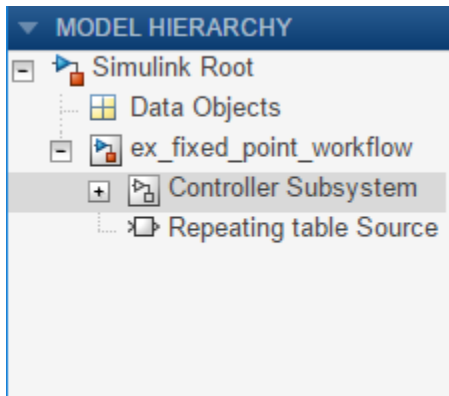 MODEL HIERARCHY
Simulink Root
Data Objects
ex_fixed_point_workflow
Controller Subsystem
Repeating table Source